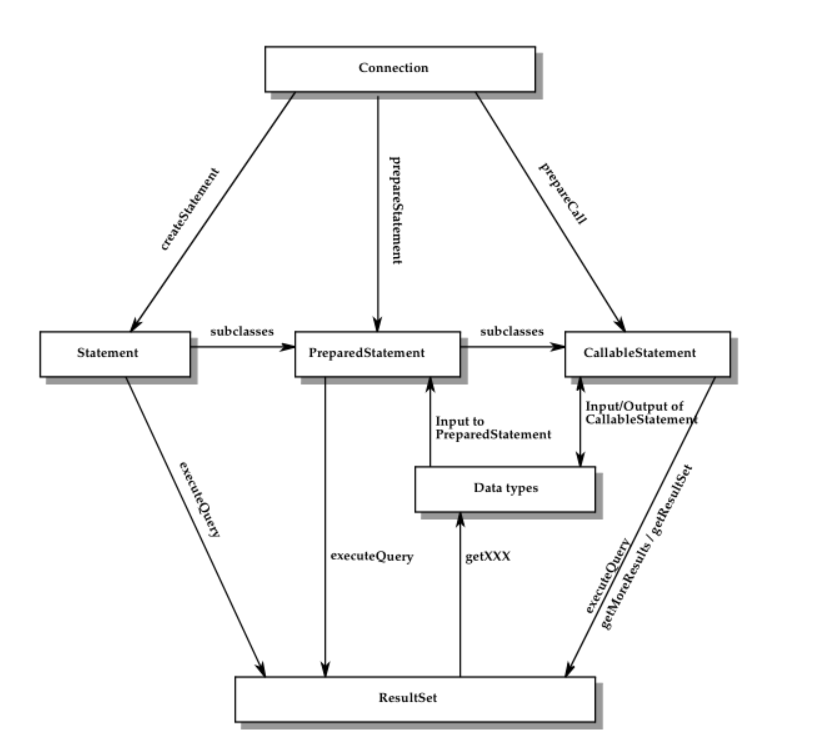 Connection
createStatement
prepareStatement
prepareCall
subclasses
subclasses
Statement
PreparedStatement
CallableStatement
Input to
PreparedStatement
Input/Output of
CallableStatement
executeQuery
Data types
executeQuery
getXXX
executeQuery
getMoreResults / getResultSet
ResultSet